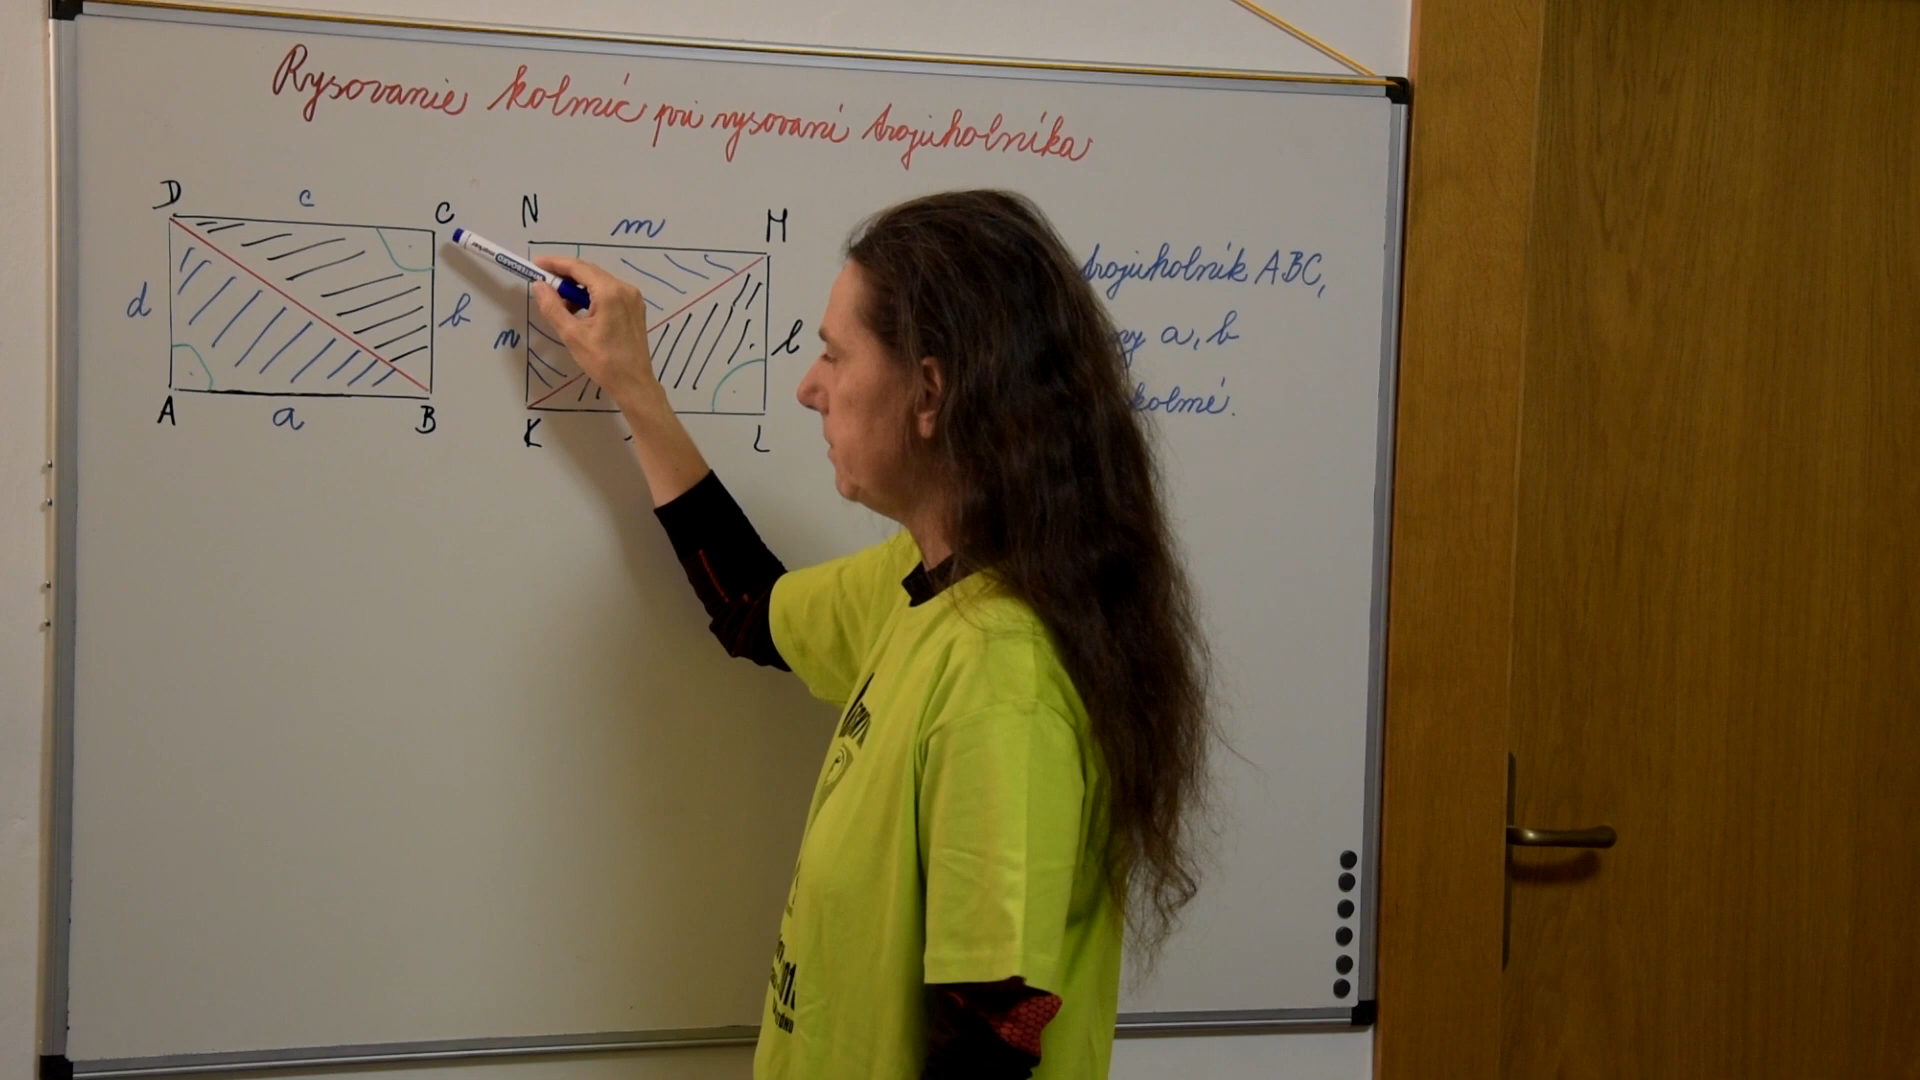 Rysovanie kolmíc pri rysovaní trojuholníka
D c C N m M
d b n l
A a B K L
trojuholník ABC,
a, b
kolmé.